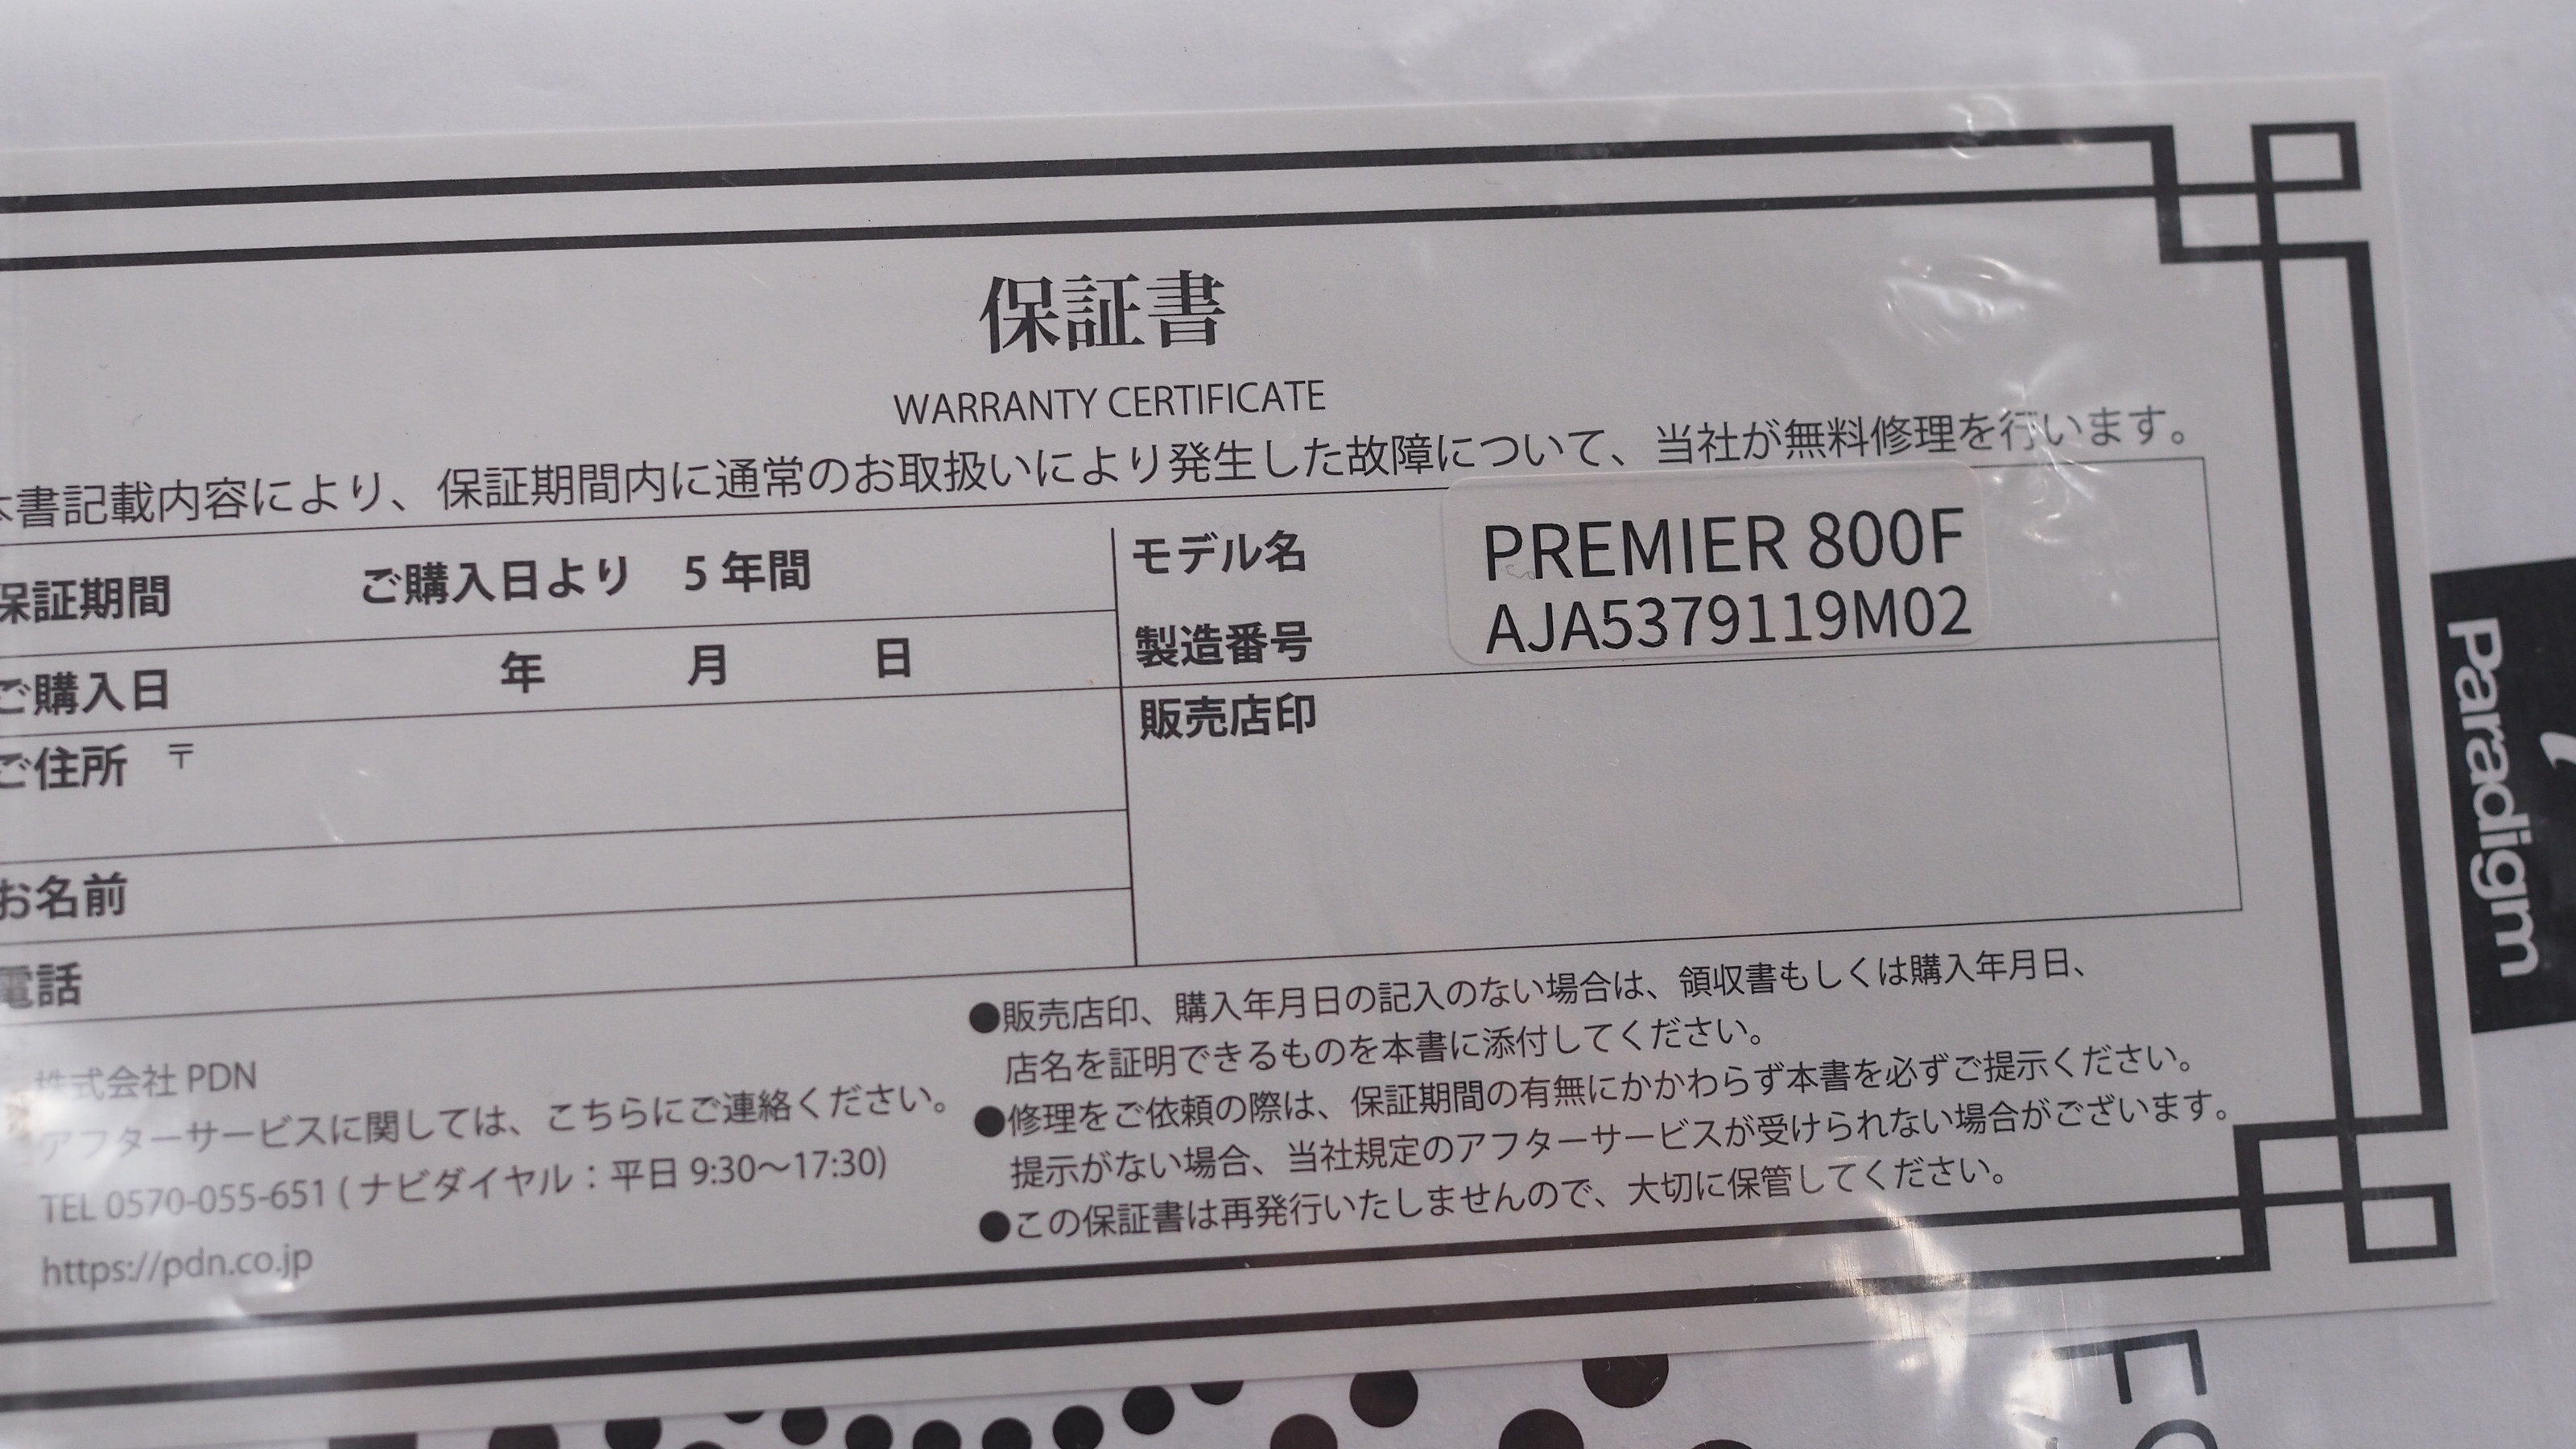 保証書
WARRANTY CERTIFICATE
本書記載内容により、保証期間内に通常のお取扱いにより発生した故障について、当社が無料修理を行います。
保証期間 ご購入日より 5年間
モデル名 PREMIER 800F
製造番号 AJA5379119M02
ご購入日 年 月 日
販売店印
ご住所 〒
お名前
電話
株式会社 PDN
アフターサービスに関しては、こちらにご連絡ください。
TEL 0570-055-651 ( ナビダイヤル：平日 9:30～17:30)
https://pdn.co.jp
●販売店印、購入年月日の記入のない場合は、領収書もしくは購入年月日、
店名を証明できるものを本書に添付してください。
●修理をご依頼の際は、保証期間の有無にかかわらず本書を必ずご提示ください。
提示がない場合、当社規定のアフターサービスが受けられない場合がございます。
●この保証書は再発行いたしませんので、大切に保管してください。
Paradigm